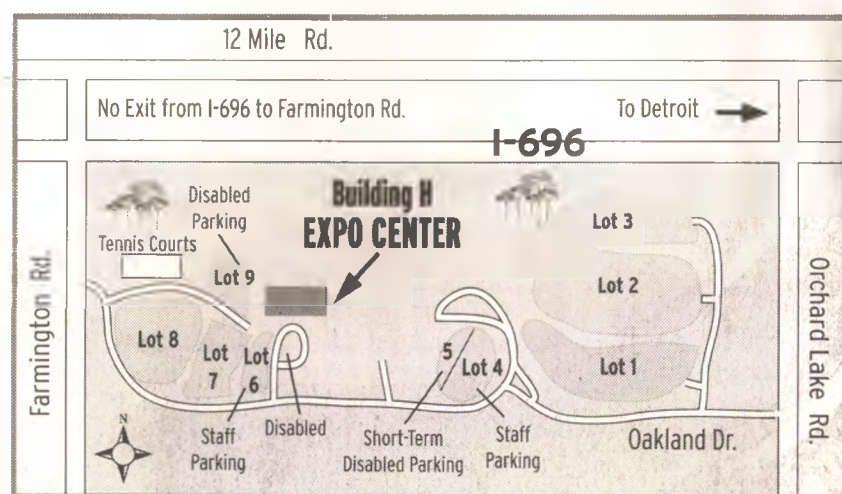 12 Mile Rd.
No Exit from I-696 to Farmington Rd.
To Detroit
I-696
Disabled
Parking
Building H
EXPO CENTER
Tennis Courts
Lot 9
Lot 3
Lot 2
Lot 1
Lot 8
Lot
7
Lot
6
5
Lot 4
Staff
Parking
Disabled
Short-Term
Disabled Parking
Staff
Parking
Oakland Dr.
Farmington Rd.
Orchard Lake Rd.
N